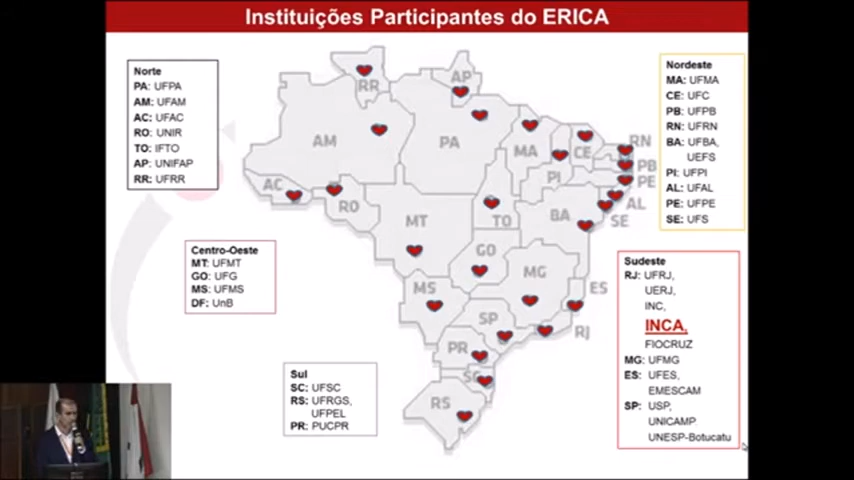 Instituições Participantes do ERICA
Norte
PA: UFPA
AM: UFAM
AC: UFAC
RO: UNIR
TO: IFTO
AP: UNIFAP
RR: UFRR
Nordeste
MA: UFMA
CE: UFC
PB: UFPB
RN: UFRN
BA: UFBA,
UEFS
PI: UFPI
AL: UFAL
PE: UFPE
SE: UFS
Centro-Oeste
MT: UFMT
GO: UFG
MS: UFMS
DF: UnB
Sudeste
RJ: UFRJ,
UERJ,
INC,
INCA,
FIOCRUZ
MG: UFMG
ES: UFES,
EMESCAM
SP: USP,
UNICAMP
UNESP-Botucatu
Sul
SC: UFSC
RS: UFRGS,
UFPEL
PR: PUCPR
RR
AP
AM
PA
MA
CE
RN
PB
PE
PI
AL
SE
AC
RO
TO
BA
MT
GO
MG
ES
MS
SP
RJ
PR
SC
RS